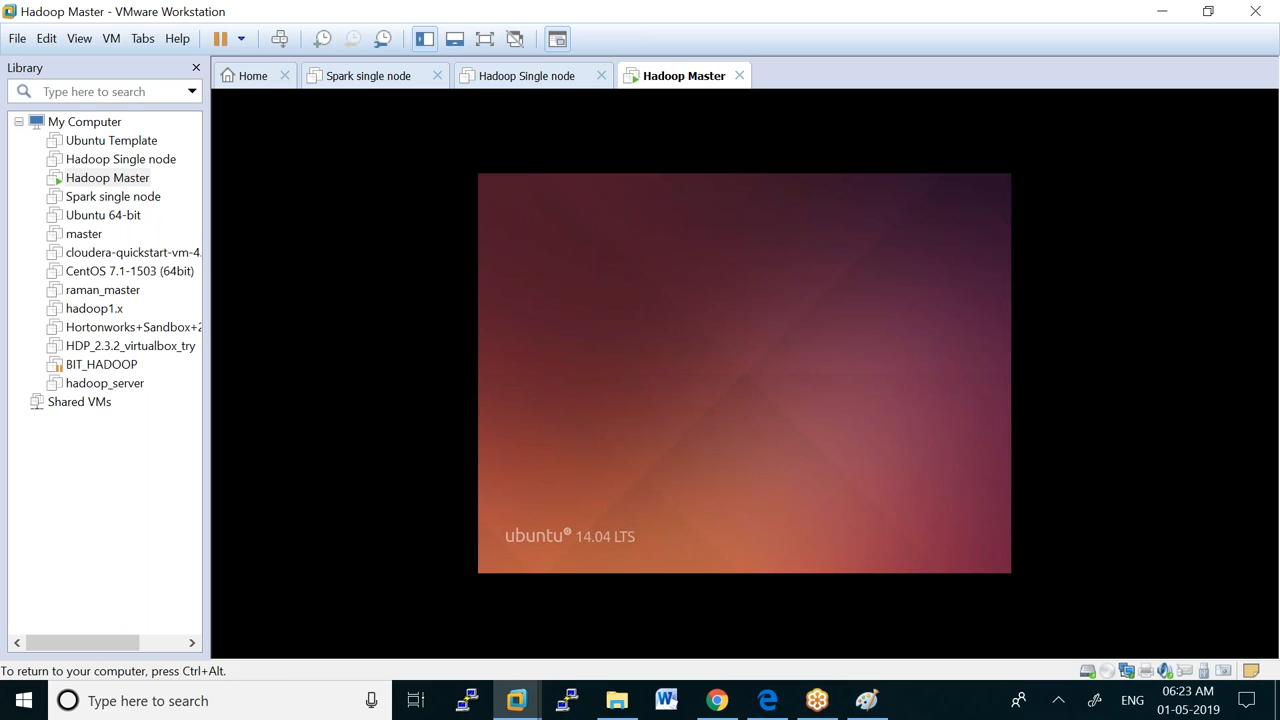 Hadoop Master - VMware Workstation
File Edit View VM Tabs Help
Library
Type here to search
Home
Spark single node
Hadoop Single node
Hadoop Master
My Computer
Ubuntu Template
Hadoop Single node
Hadoop Master
Spark single node
Ubuntu 64-bit
master
cloudera-quickstart-vm-4.
CentOS 7.1-1503 (64bit)
raman_master
hadoop1.x
Hortonworks+Sandbox+2
HDP_2.3.2_virtualbox_try
BIT_HADOOP
hadoop_server
Shared VMs
ubuntu® 14.04 LTS
To return to your computer, press Ctrl+Alt.
Type here to search
ENG
06:23 AM
01-05-2019